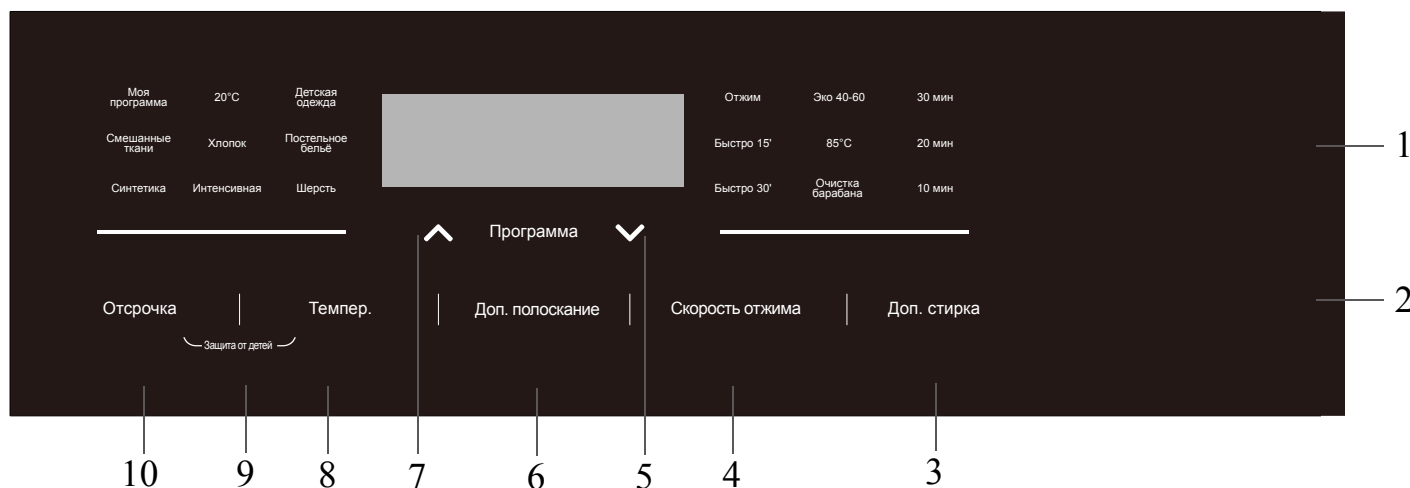 Моя
программа
20°C
Детская
одежда
Отжим
Эко 40-60
30 мин
Смешанные
ткани
Хлопок
Постельное
бельё
Быстро 15'
85°C
20 мин
1
Синтетика
Интенсивная
Шерсть
Быстро 30'
Очистка
барабана
10 мин
Программа
Отсрочка
Темпер.
Доп. полоскание
Скорость отжима
Доп. стирка
2
Защита от детей
10
9
8
7
6
5
4
3